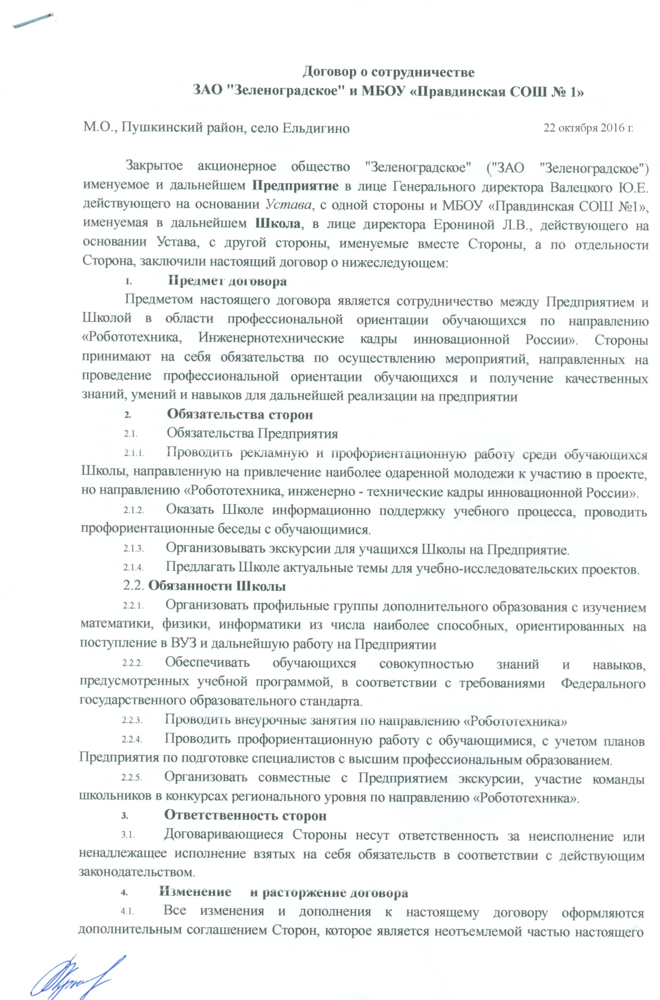 Договор о сотрудничестве
ЗАО "Зеленоградское" и МБОУ «Правдинская СОШ № 1»
М.О., Пушкинский район, село Ельдигино 22 октября 2016 г.
Закрытое акционерное общество "Зеленоградское" ("ЗАО "Зеленоградское")
именуемое и дальнейшем Предприятие в лице Генерального директора Валецкого Ю.Е.
действующего на основании Устава, с одной стороны и МБОУ «Правдинская СОШ №1»,
именуемая в дальнейшем Школа, в лице директора Ерониной Л.В., действующего на
основании Устава, с другой стороны, именуемые вместе Стороны, а по отдельности
Сторона, заключили настоящий договор о нижеследующем:
1. Предмет договора
Предметом настоящего договора является сотрудничество между Предприятием и
Школой в области профессиональной ориентации обучающихся по направлению
«Робототехника, Инженернотехнические кадры инновационной России». Стороны
принимают на себя обязательства по осуществлению мероприятий, направленных на
проведение профессиональной ориентации обучающихся и получение качественных
знаний, умений и навыков для дальнейшей реализации на предприятии
2. Обязательства сторон
2.1. Обязательства Предприятия
2.1.1. Проводить рекламную и профориентационную работу среди обучающихся
Школы, направленную на привлечение наиболее одаренной молодежи к участию в проекте,
но направлению «Робототехника, инженерно - технические кадры инновационной России».
2.1.2. Оказать Школе информационно поддержку учебного процесса, проводить
профориентационные беседы с обучающимися.
2.1.3. Организовывать экскурсии для учащихся Школы на Предприятие.
2.1.4. Предлагать Школе актуальные темы для учебно-исследовательских проектов.
2.2. Обязанности Школы
2.2.1. Организовать профильные группы дополнительного образования с изучением
математики, физики, информатики из числа наиболее способных, ориентированных на
поступление в ВУЗ и дальнейшую работу на Предприятии
2.2.2. Обеспечивать обучающихся совокупностью знаний и навыков,
предусмотренных учебной программой, в соответствии с требованиями Федерального
государственного образовательного стандарта.
2.2.3. Проводить внеурочные занятия по направлению «Робототехника»
2.2.4. Проводить профориентационную работу с обучающимися, с учетом планов
Предприятия по подготовке специалистов с высшим профессиональным образованием.
2.2.5. Организовать совместные с Предприятием экскурсии, участие команды
школьников в конкурсах регионального уровня по направлению «Робототехника».
3. Ответственность сторон
3.1. Договаривающиеся Стороны несут ответственность за неисполнение или
ненадлежащее исполнение взятых на себя обязательств в соответствии с действующим
законодательством.
4. Изменение и расторжение договора
4.1. Все изменения и дополнения к настоящему договору оформляются
дополнительным соглашением Сторон, которое является неотъемлемой частью настоящего